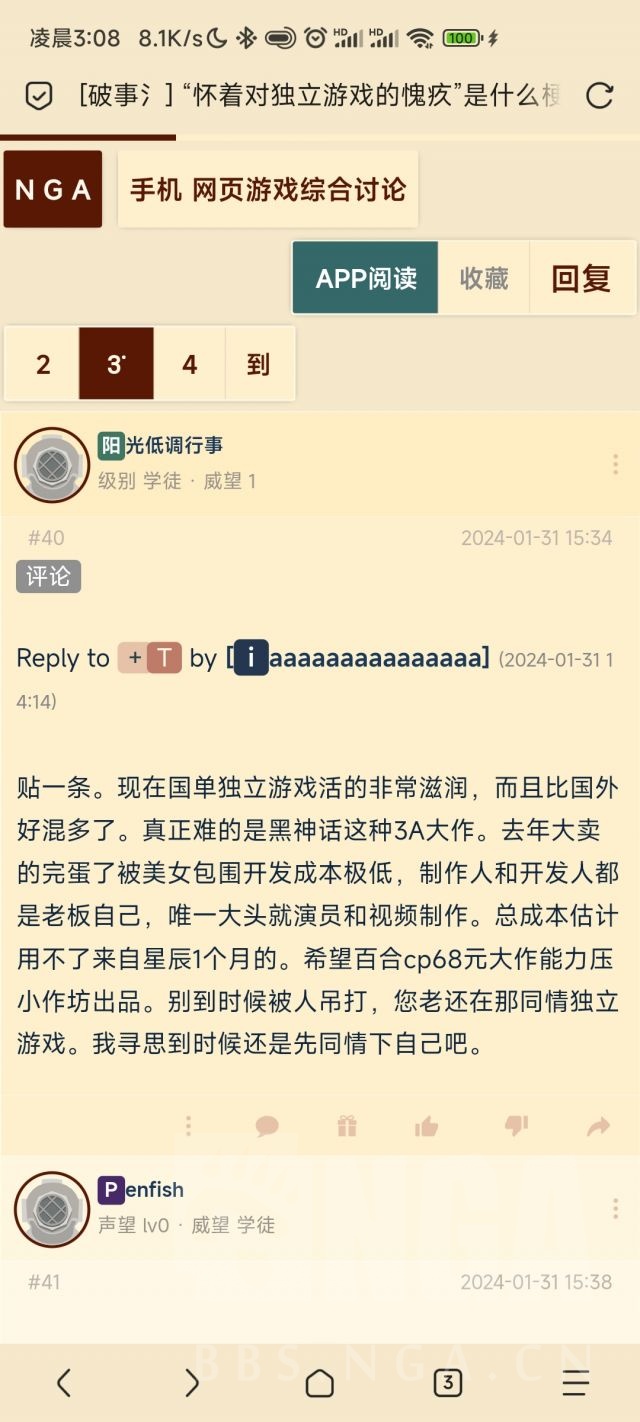 凌晨3:08 8.1K/s HD HD 100
[破事氵] “怀着对独立游戏的愧疚”是什么梗
NGA 手机 网页游戏综合讨论
APP阅读 收藏 回复
2 3· 4 到
阳光低调行事
级别 学徒 · 威望 1
#40 2024-01-31 15:34
评论
Reply to +T by [iaaaaaaaaaaaaaaa] (2024-01-31 1
4:14)
贴一条。现在国单独立游戏活的非常滋润，而且比国外
好混多了。真正难的是黑神话这种3A大作。去年大卖
的完蛋了被美女包围开发成本极低，制作人和开发人都
是老板自己，唯一大头就演员和视频制作。总成本估计
用不了来自星辰1个月的。希望百合cp68元大作能力压
小作坊出品。别到时候被人吊打，您老还在那同情独立
游戏。我寻思到时候还是先同情下自己吧。
Penfish
声望 lv0 · 威望 学徒
#41 2024-01-31 15:38
BBS.NGA.CN
3